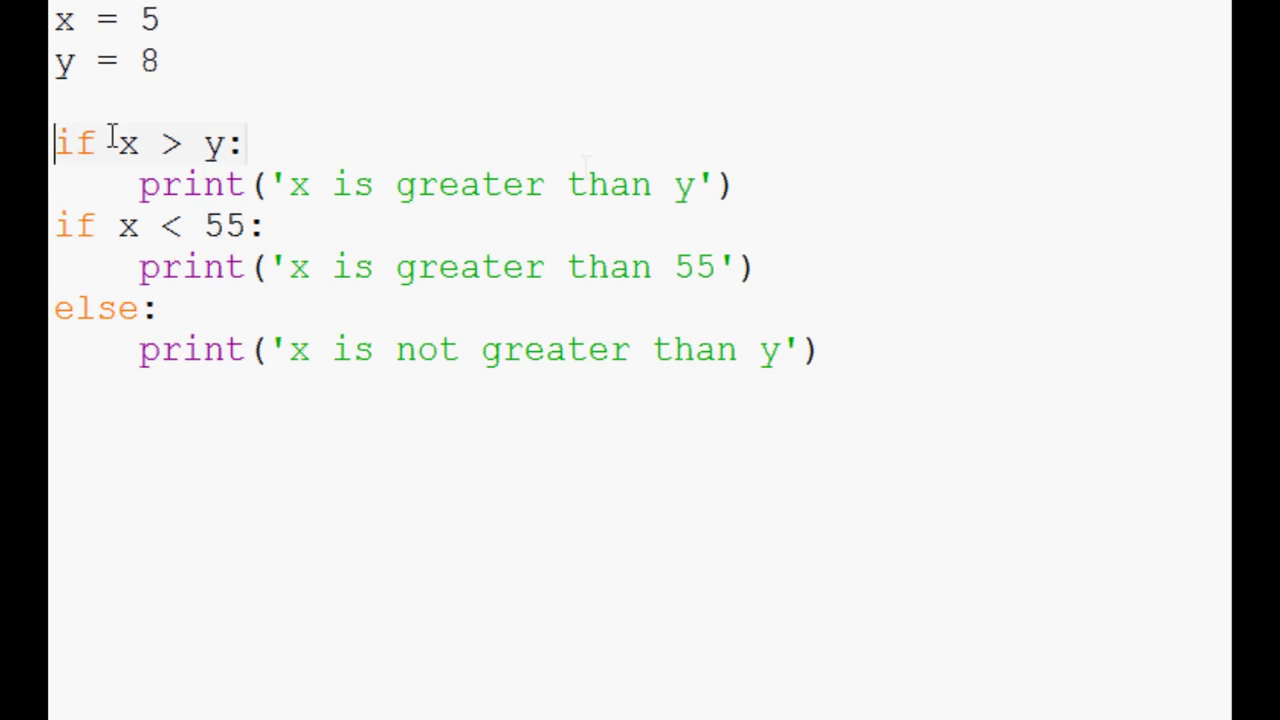 x = 5
y = 8
if x > y:
    print('x is greater than y')
if x < 55:
    print('x is greater than 55')
else:
    print('x is not greater than y')